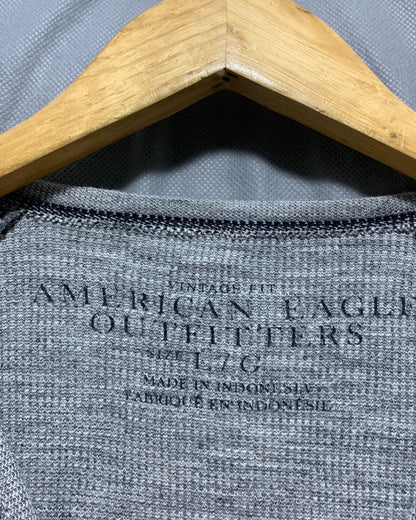 VINTAGE FIT
AMERICAN EAGLE
OUTFITTERS
SIZE L/G
MADE IN INDONESIA
FABRIQUÉ EN INDONÉSIE